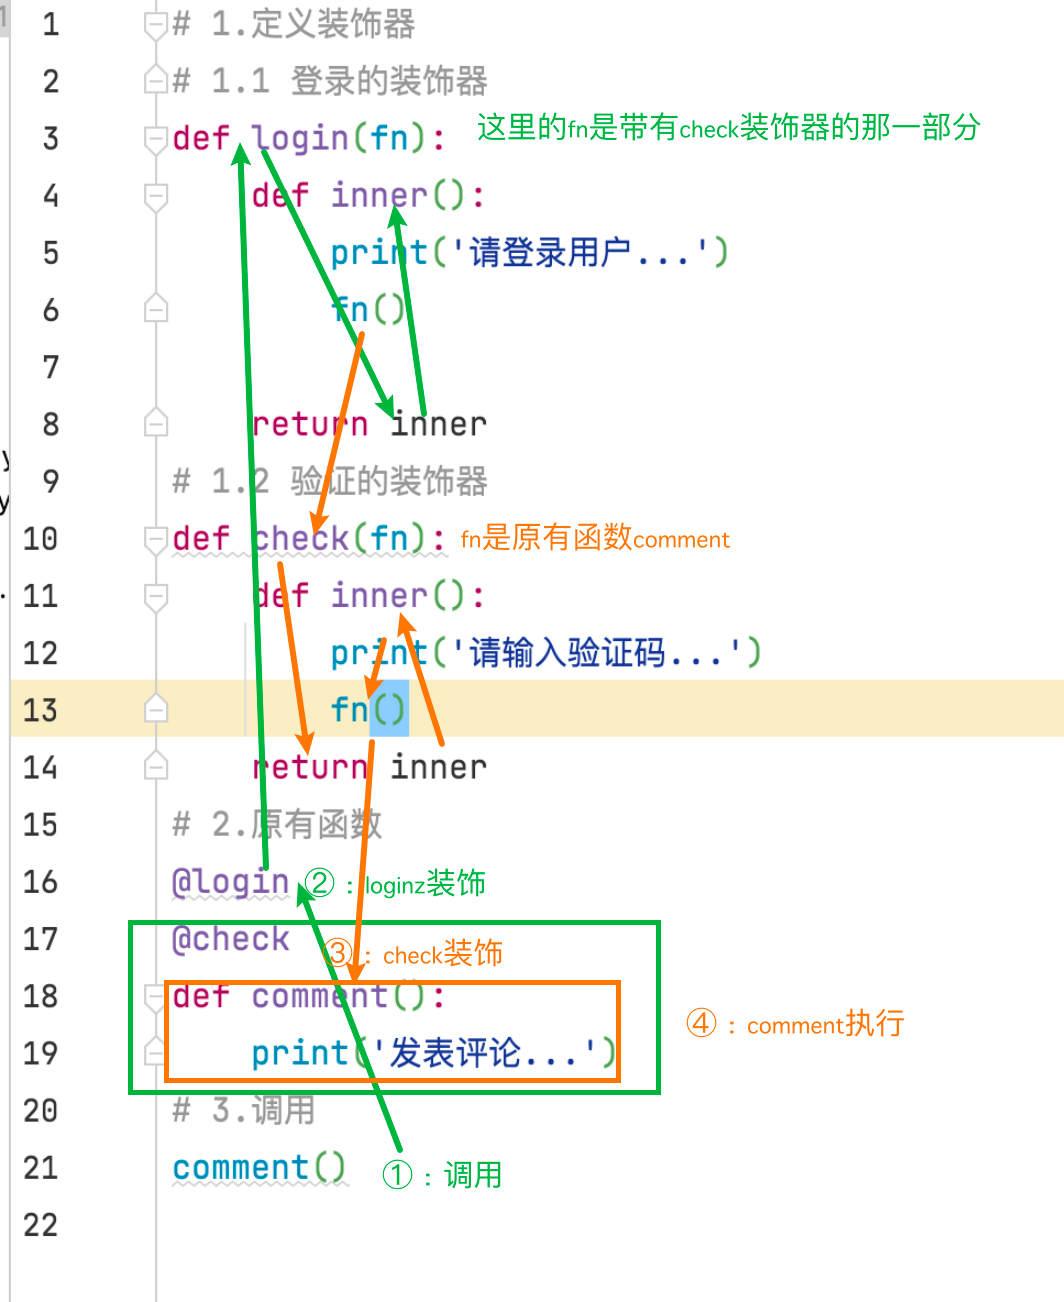 1 # 1.定义装饰器
2 # 1.1 登录的装饰器
3 def login(fn): 这里的fn是带有check装饰器的那一部分
4 def inner():
5 print('请登录用户...')
6 fn()
7
8 return inner
9 # 1.2 验证的装饰器
10 def check(fn): fn是原有函数comment
11 def inner():
12 print('请输入验证码...')
13 fn()
14 return inner
15 # 2.原有函数
16 @login ②：loginz装饰
17 @check ③：check装饰
18 def comment():
④：comment执行
19 print('发表评论...')
20 # 3.调用
21 comment() ①：调用
22